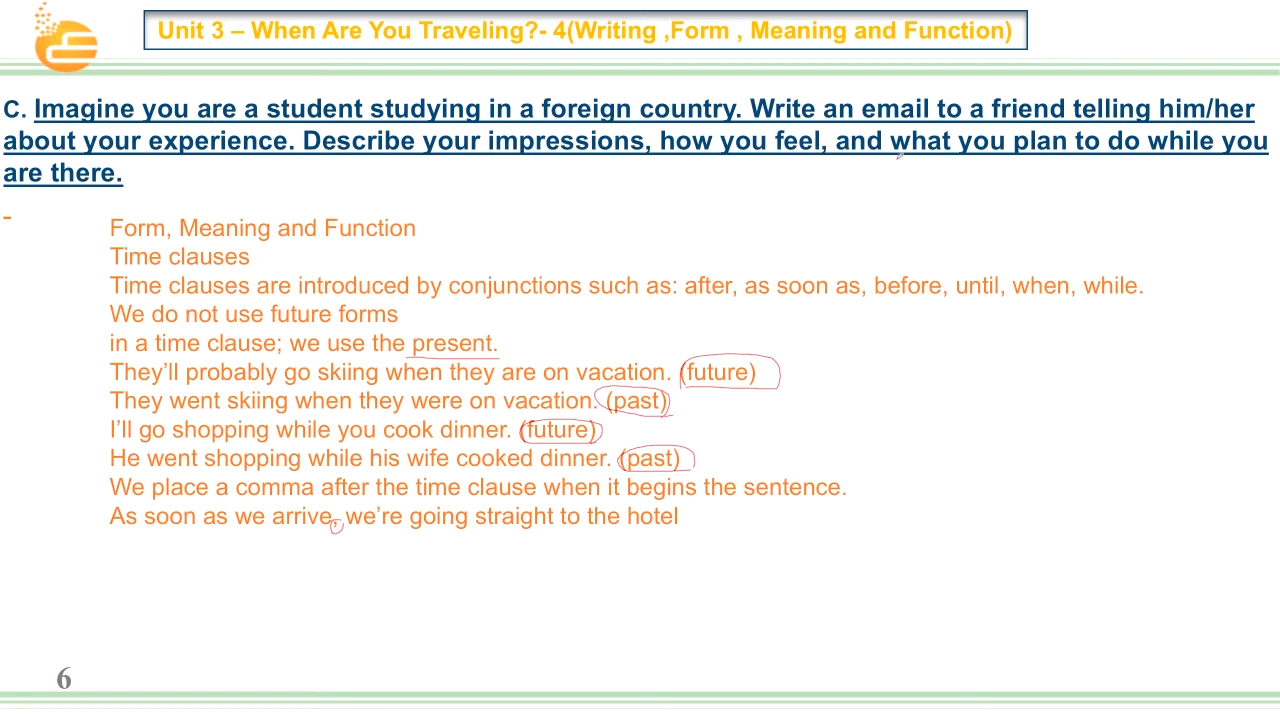 Unit 3 – When Are You Traveling?- 4(Writing ,Form , Meaning and Function)
C. Imagine you are a student studying in a foreign country. Write an email to a friend telling him/her
about your experience. Describe your impressions, how you feel, and what you plan to do while you
are there.
-
Form, Meaning and Function
Time clauses
Time clauses are introduced by conjunctions such as: after, as soon as, before, until, when, while.
We do not use future forms
in a time clause; we use the present.
They’ll probably go skiing when they are on vacation. (future)
They went skiing when they were on vacation. (past)
I’ll go shopping while you cook dinner. (future)
He went shopping while his wife cooked dinner. (past)
We place a comma after the time clause when it begins the sentence.
As soon as we arrive, we’re going straight to the hotel
6